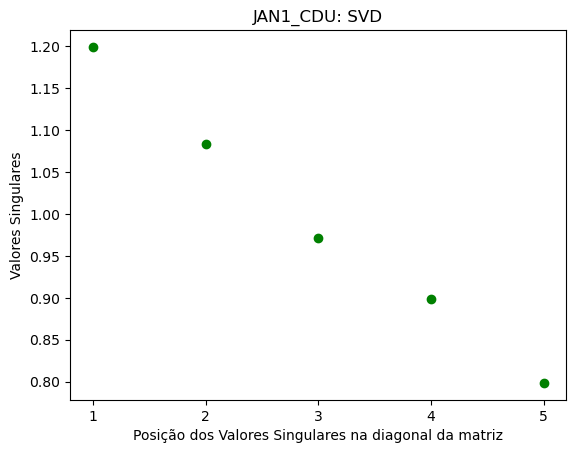 JAN1_CDU: SVD
Valores Singulares
1.20
1.15
1.10
1.05
1.00
0.95
0.90
0.85
0.80
1 2 3 4 5
Posição dos Valores Singulares na diagonal da matriz